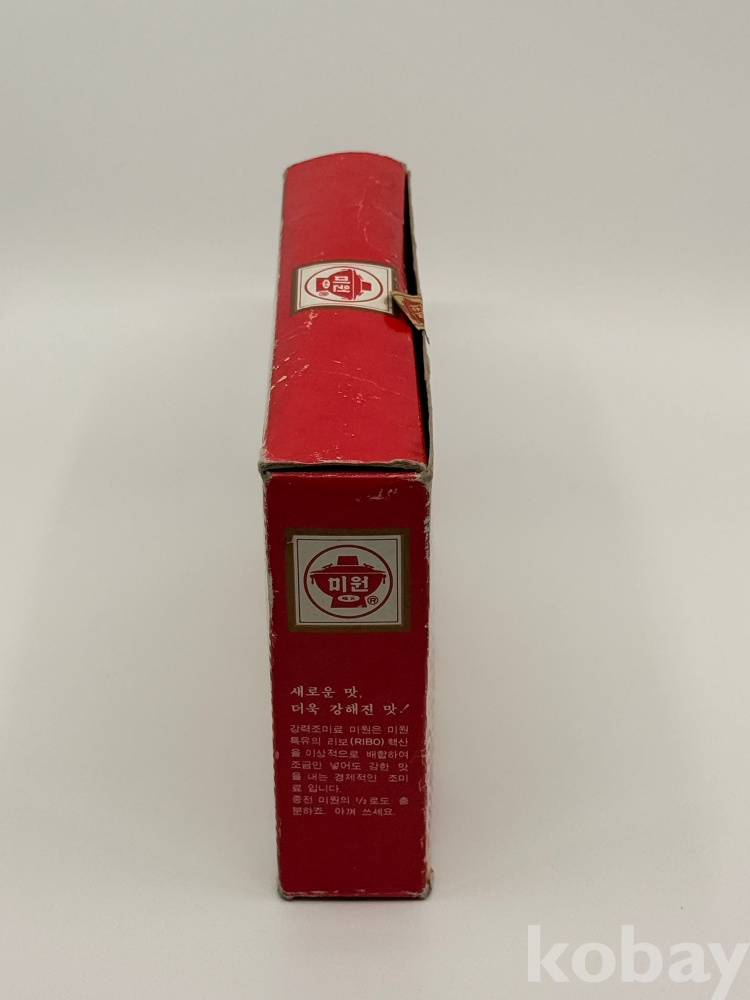 미원
미원
®
새로운 맛,
더욱 강해진 맛!
강력조미료 미원은 미원
특유의 리보(RIBO) 핵산
을 이상적으로 배합하여
조금만 넣어도 강한 맛
을 내는 경제적인 조미
료 입니다.
종전 미원의 ½로도 충
분하죠. 아껴 쓰세요.
kobay